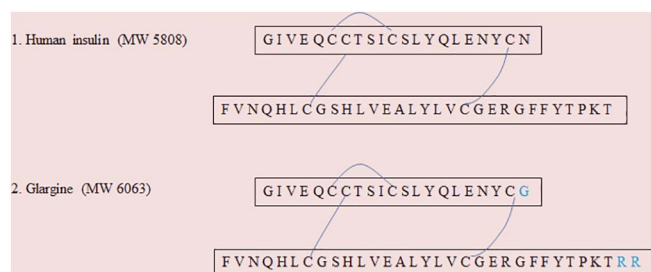 1. Human insulin (MW 5808)
G I V E Q C C T S I C S L Y Q L E N Y C N
F V N Q H L C G S H L V E A L Y L V C G E R G F F Y T P K T
2. Glargine (MW 6063)
G I V E Q C C T S I C S L Y Q L E N Y C G
F V N Q H L C G S H L V E A L Y L V C G E R G F F Y T P K T R R